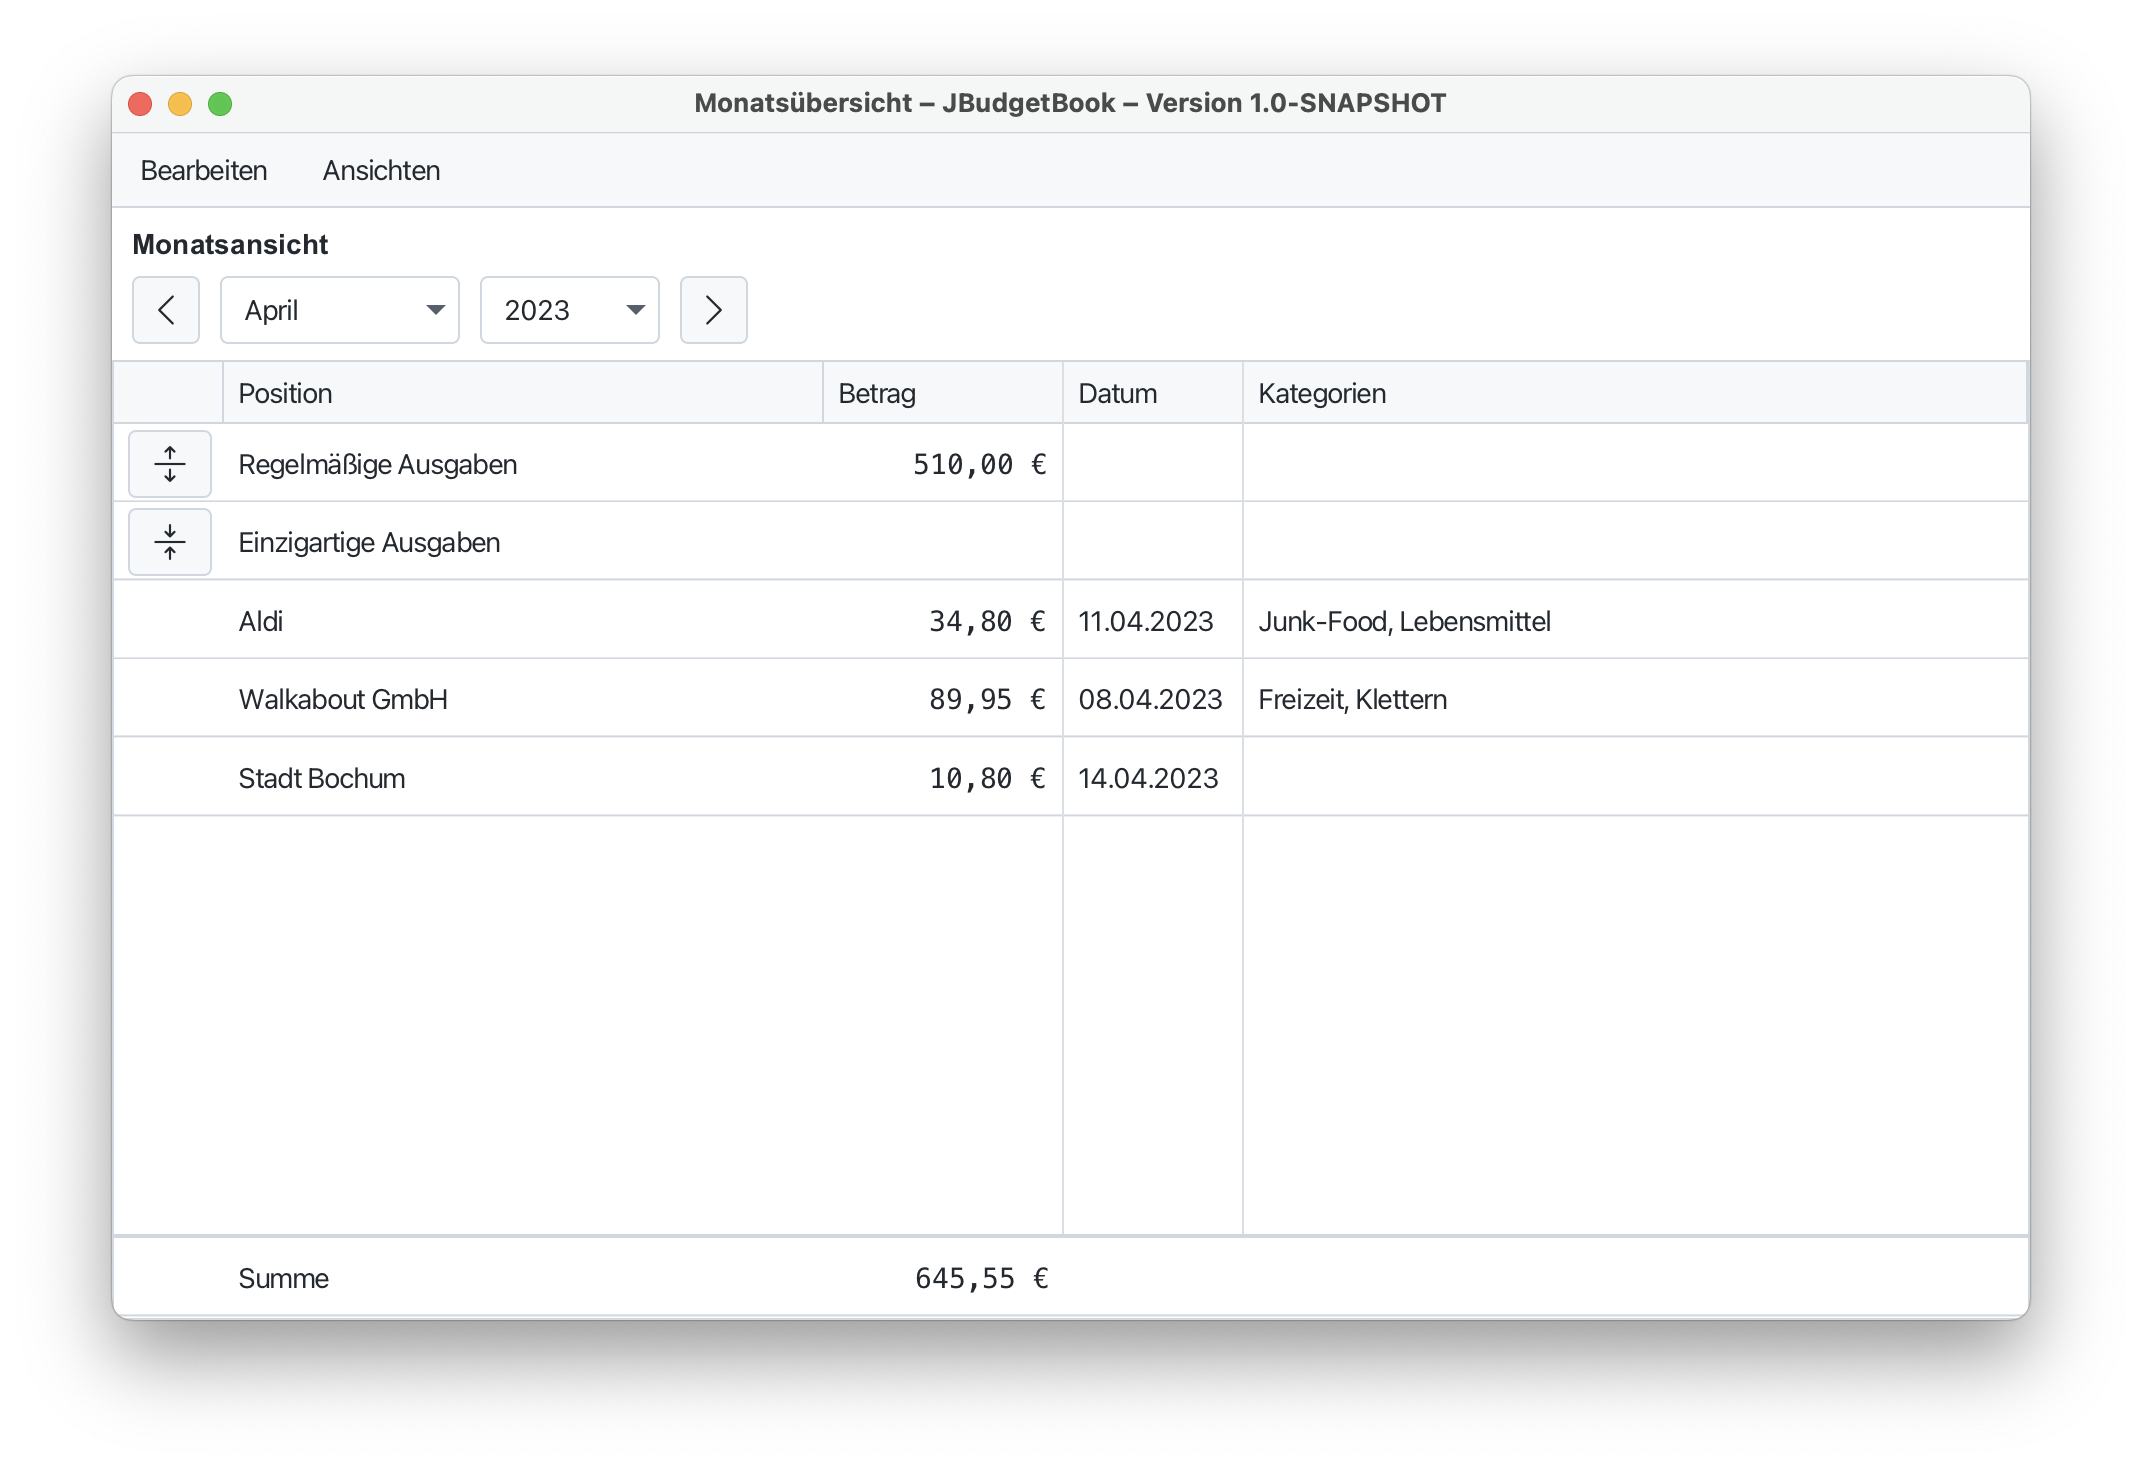 Monatsübersicht – JBudgetBook – Version 1.0-SNAPSHOT
Bearbeiten Ansichten
Monatsansicht
April 2023
Position Betrag Datum Kategorien
Regelmäßige Ausgaben 510,00 €
Einzigartige Ausgaben
Aldi 34,80 € 11.04.2023 Junk-Food, Lebensmittel
Walkabout GmbH 89,95 € 08.04.2023 Freizeit, Klettern
Stadt Bochum 10,80 € 14.04.2023
Summe 645,55 €